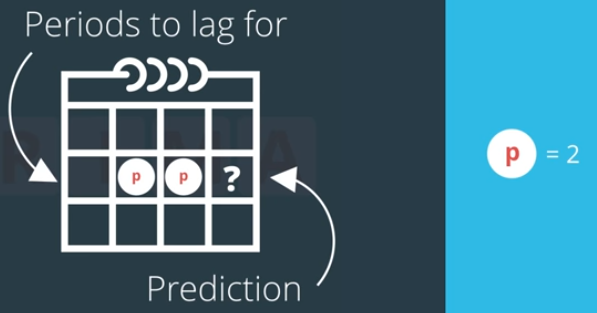 Periods to lag for
p p ?
p = 2
Prediction